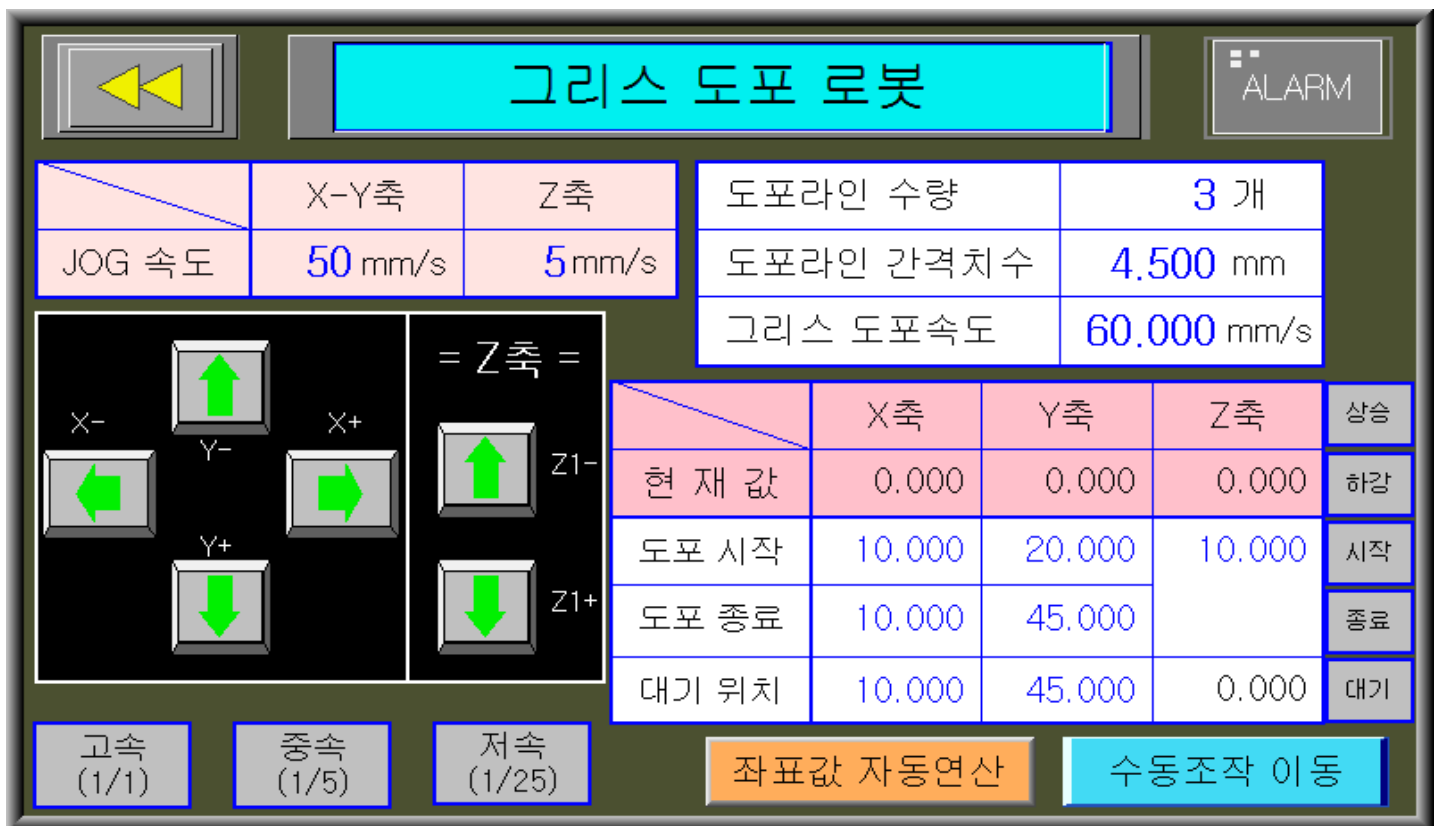 그리스 도포 로봇
ALARM
X-Y축 Z축
JOG 속도 50 mm/s 5 mm/s
도포라인 수량 3 개
도포라인 간격치수 4.500 mm
그리스 도포속도 60.000 mm/s
X-
Y-
X+
Y+
= Z축 =
Z1-
Z1+
X축 Y축 Z축 상승
현 재 값 0.000 0.000 0.000 하강
도포 시작 10.000 20.000 10.000 시작
도포 종료 10.000 45.000 종료
대기 위치 10.000 45.000 0.000 대기
고속
(1/1)
중속
(1/5)
저속
(1/25)
좌표값 자동연산
수동조작 이동